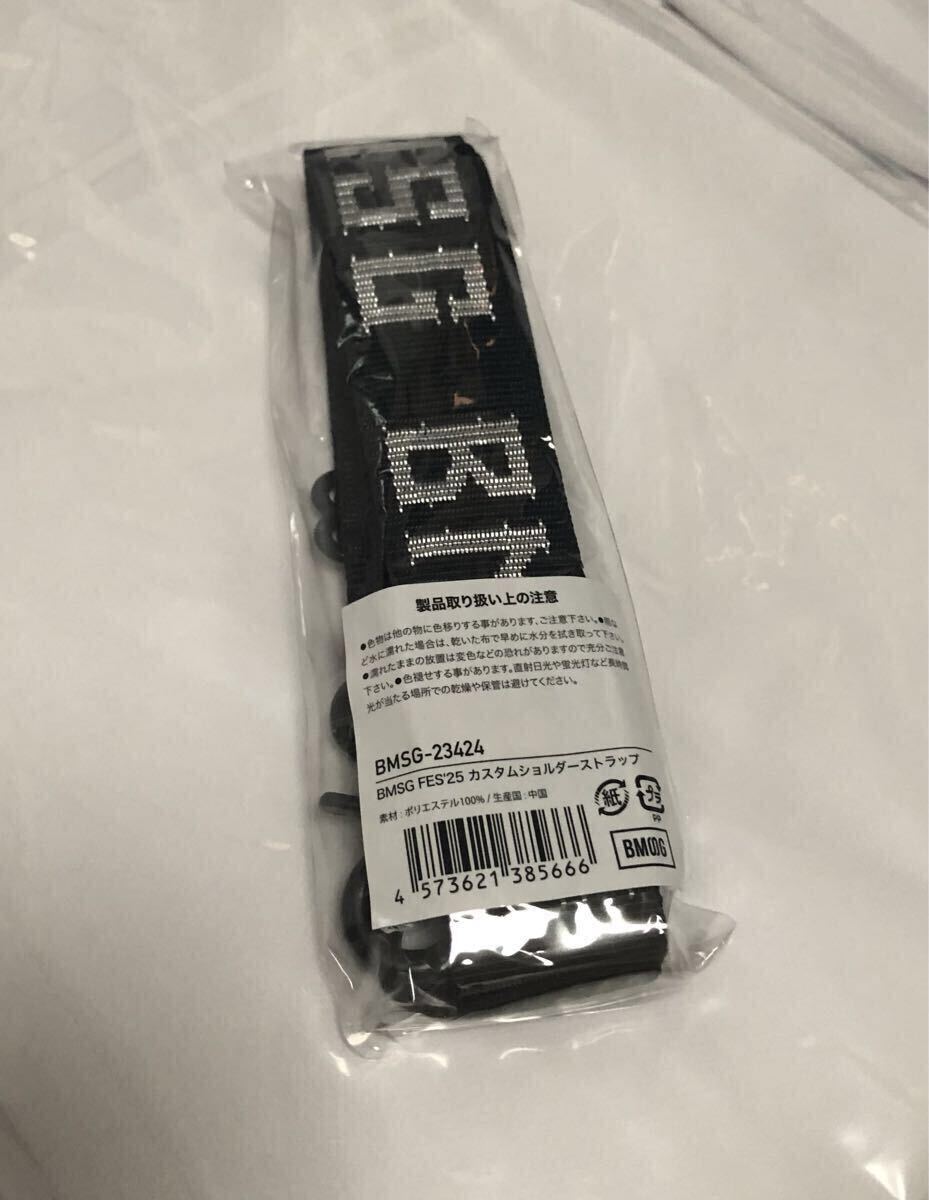 SG BM
製品取り扱い上の注意
●色物は他の物に色移りする事があります、ご注意下さい。●雨な
ど水に濡れた場合は、乾いた布で早めに水分を拭き取って下さい。
●濡れたままの放置は変色などの恐れがありますので充分ご注意
下さい。●色褪せする事があります。直射日光や蛍光灯など長時間
光が当たる場所での乾燥や保管は避けてください。
BMSG-23424
BMSG FES'25 カスタムショルダーストラップ
素材：ポリエステル100% / 生産国：中国
紙
プラ
PP
4 573621 385666
BMSG